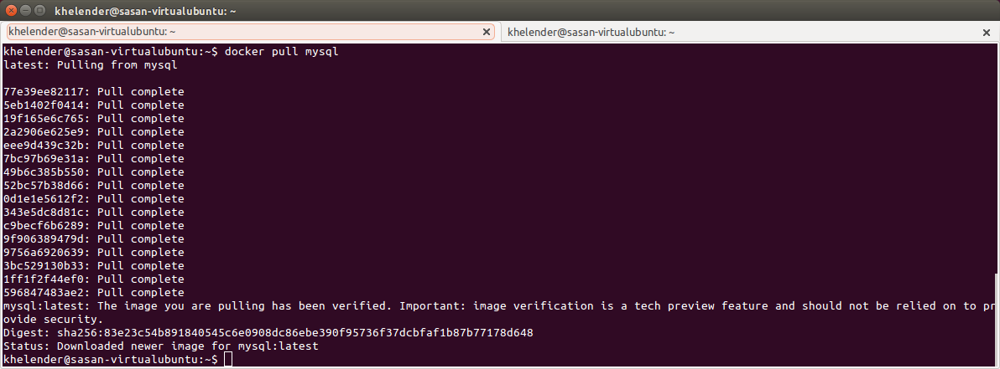 khelender@sasan-virtualubuntu: ~
khelender@sasan-virtualubuntu: ~
khelender@sasan-virtualubuntu: ~
khelender@sasan-virtualubuntu:~$ docker pull mysql
latest: Pulling from mysql
77e39ee82117: Pull complete
5eb1402f0414: Pull complete
19f165e6c765: Pull complete
2a2906e625e9: Pull complete
eee9d439c32b: Pull complete
7bc97b69e31a: Pull complete
49b6c385b550: Pull complete
52bc57b38d66: Pull complete
0d1e1e5612f2: Pull complete
343e5dc8d81c: Pull complete
c9becf6b6289: Pull complete
9f906389479d: Pull complete
9756a6920639: Pull complete
3bc529130b33: Pull complete
1ff1f2f44ef0: Pull complete
596847483ae2: Pull complete
mysql:latest: The image you are pulling has been verified. Important: image verification is a tech preview feature and should not be relied on to pr
ovide security.
Digest: sha256:83e23c54b891840545c6e0908dc86ebe390f95736f37dcbfaf1b87b77178d648
Status: Downloaded newer image for mysql:latest
khelender@sasan-virtualubuntu:~$